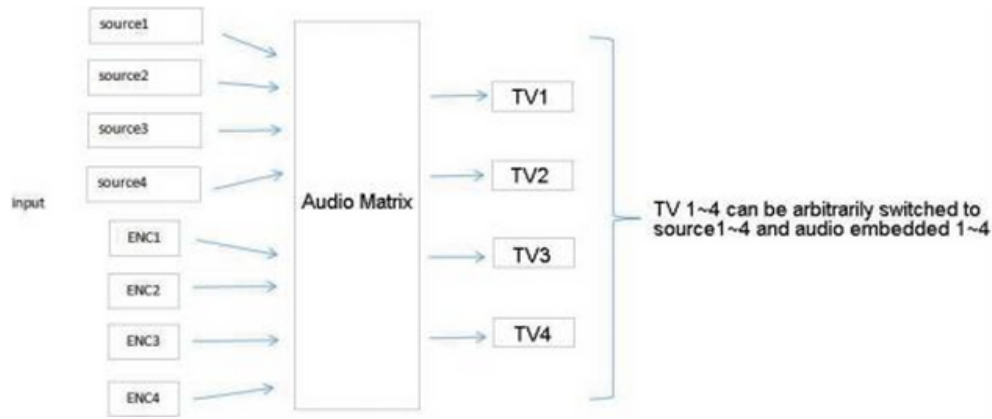 source1
source2
source3
source4
input
ENC1
ENC2
ENC3
ENC4
Audio Matrix
TV1
TV2
TV3
TV4
TV 1~4 can be arbitrarily switched to
source1~4 and audio embedded 1~4